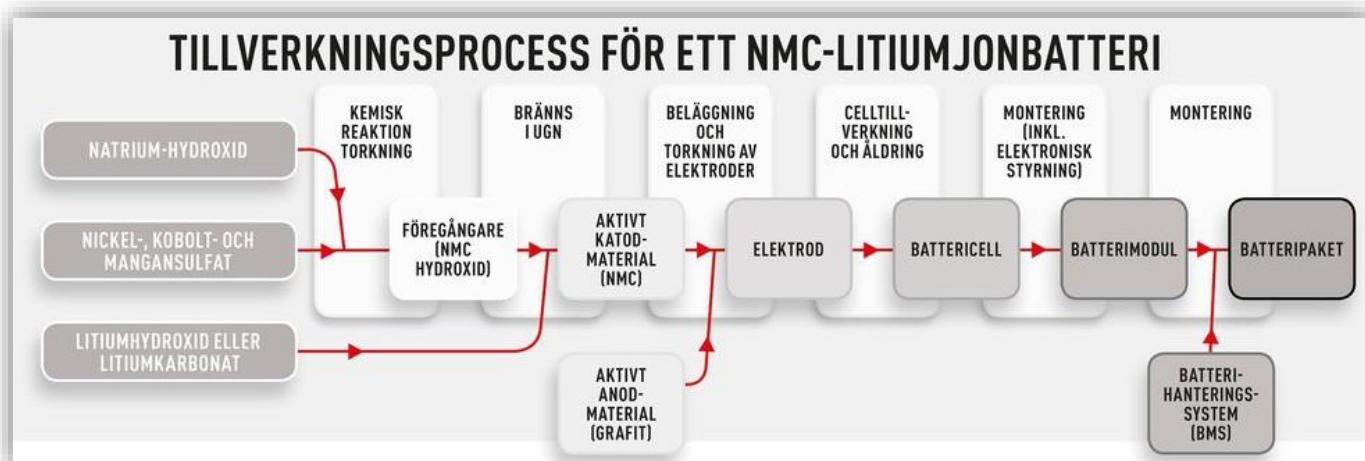 TILLVERKNINGSPROCESS FÖR ETT NMC-LITIUMJONBATTERI
KEMISK
REAKTION
TORKNING
BRÄNNS
I UGN
BELÄGGNING
OCH
TORKNING AV
ELEKTRODER
CELLTILL-
VERKNING
OCH ÅLDRING
MONTERING
(INKL.
ELEKTRONISK
STYRNING)
MONTERING
NATRIUM-HYDROXID
NICKEL-, KOBOLT- OCH
MANGANSULFAT
LITIUMHYDROXID ELLER
LITIUMKARBONAT
FÖREGÅNGARE
(NMC
HYDROXID)
AKTIVT
KATOD-
MATERIAL
(NMC)
ELEKTROD
BATTERICELL
BATTERIMODUL
BATTERIPAKET
AKTIVT
ANOD-
MATERIAL
(GRAFIT)
BATTERI-
HANTERINGS-
SYSTEM
(BMS)